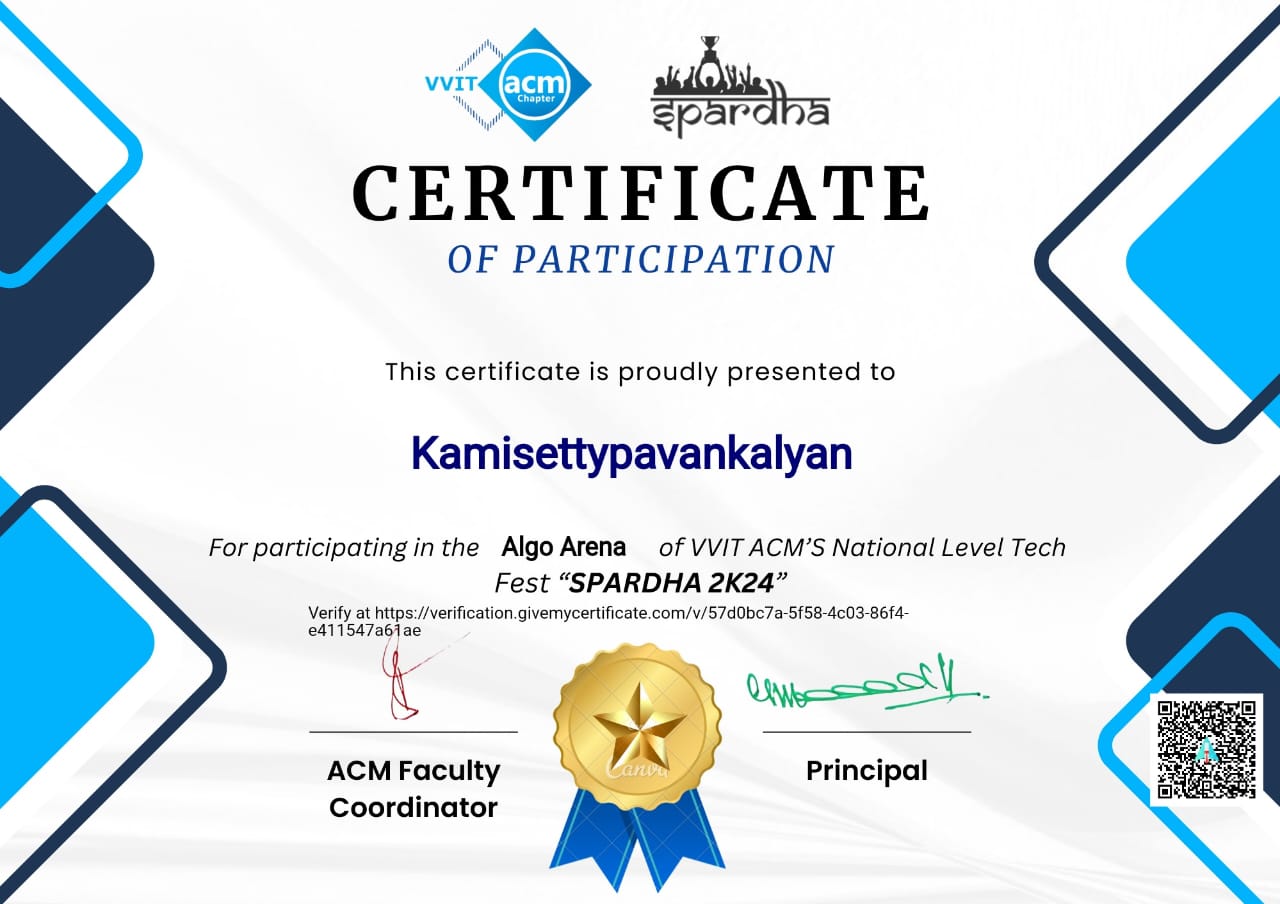 VVIT acm
Chapter
spardha
CERTIFICATE
OF PARTICIPATION
This certificate is proudly presented to
Kamisettypavankalyan
For participating in the Algo Arena of VVIT ACM’S National Level Tech
Fest “SPARDHA 2K24”
Verify at https://verification.givemycertificate.com/v/57d0bc7a-5f58-4c03-86f4-
e411547a61ae
Canva
ACM Faculty
Coordinator
Principal